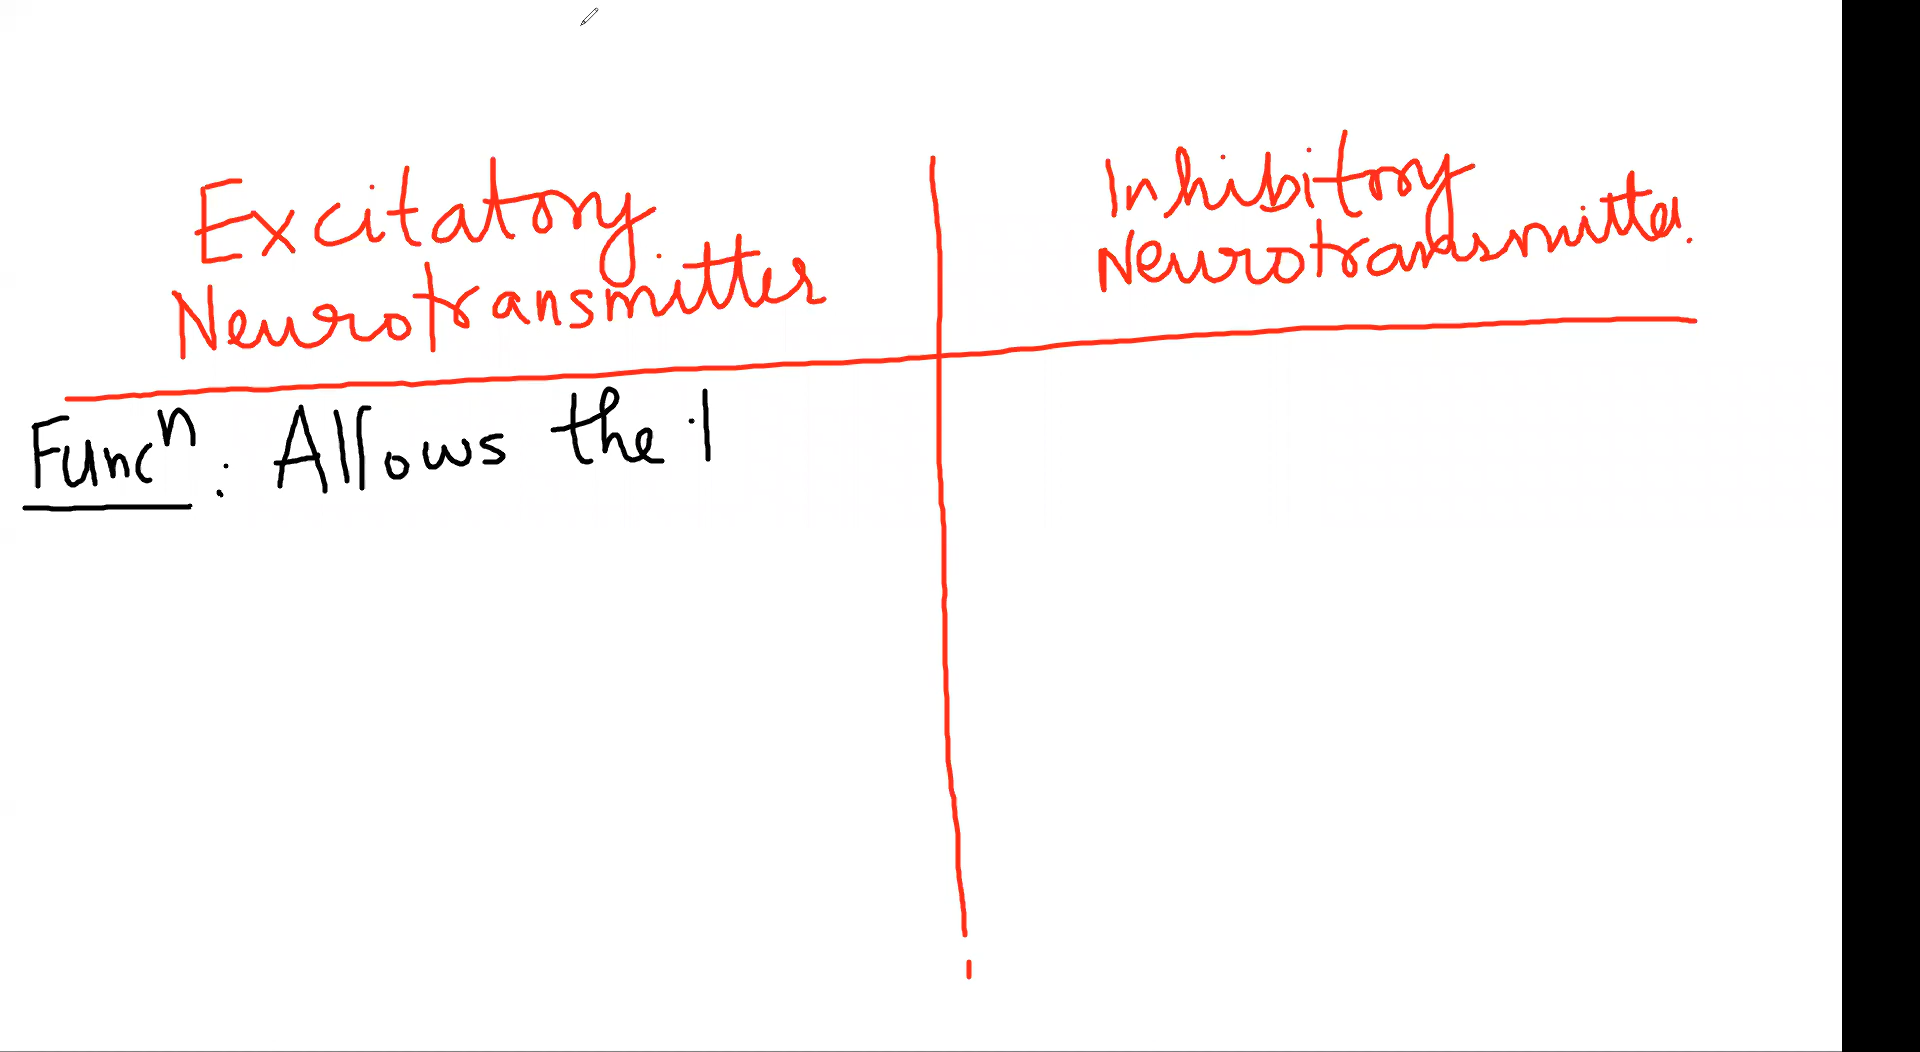 Excitatory
Neurotransmitter
Inhibitory
Neurotransmitter.
Funcⁿ: Allows the